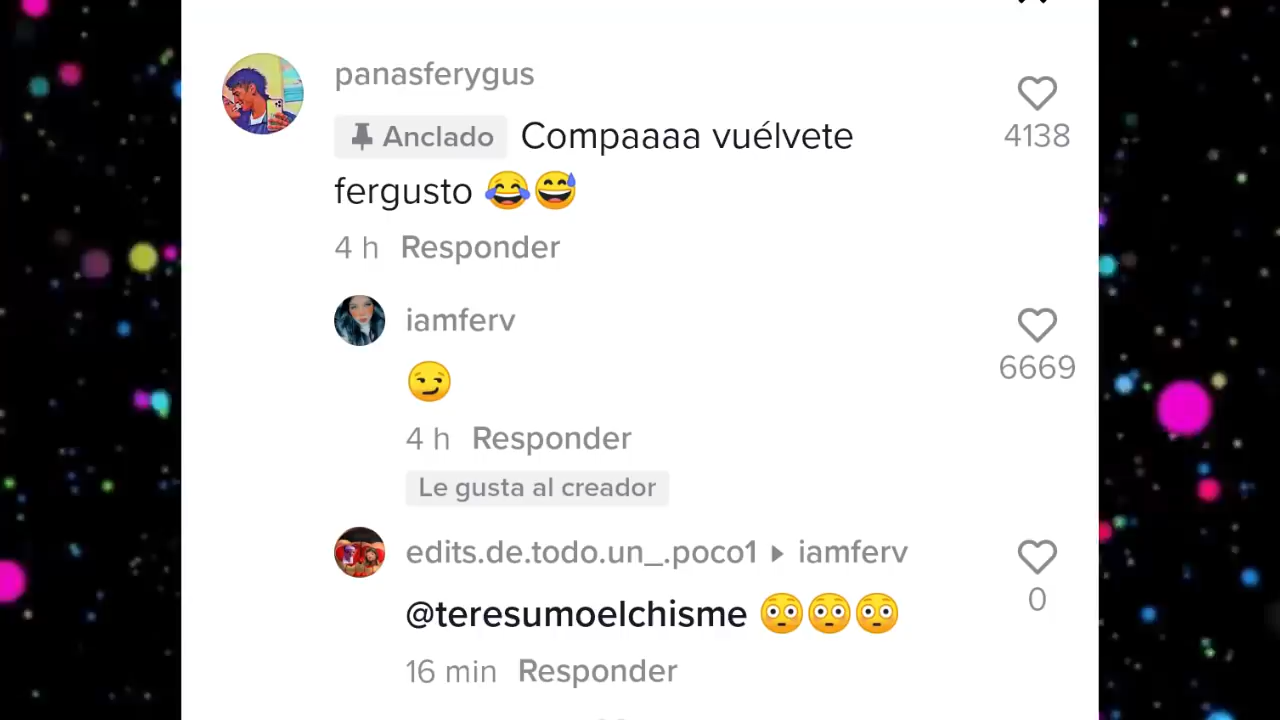 panasferygus
Anclado Compaaaa vuélvete
fergusto 😂😅
4138
4 h Responder
iamferv
😏
6669
4 h Responder
Le gusta al creador
edits.de.todo.un_.poco1 ▸ iamferv
@teresumoelchisme 😳😳😳
0
16 min Responder